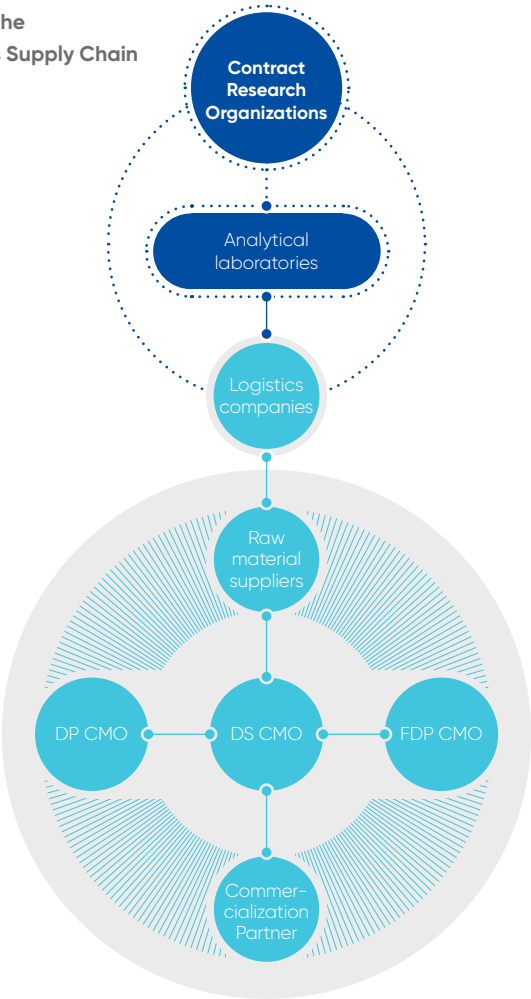 he
Supply Chain
Contract
Research
Organizations
Analytical
laboratories
Logistics
companies
Raw
material
suppliers
DP CMO
DS CMO
FDP CMO
Commer-
cialization
Partner